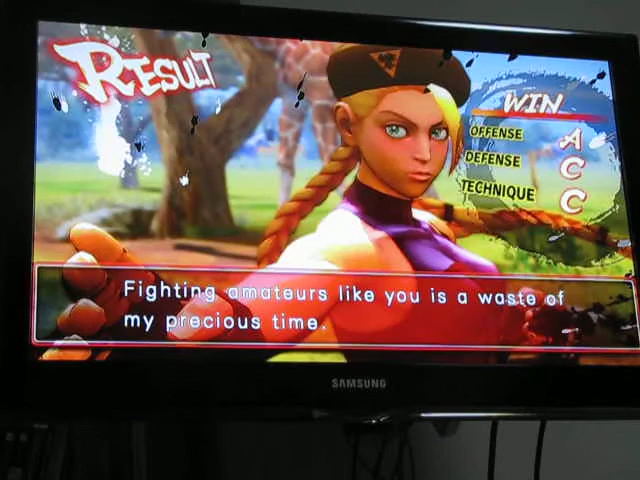 RESULT
WIN
OFFENSE A
DEFENSE C
TECHNIQUE C
Fighting amateurs like you is a waste of
my precious time.
SAMSUNG